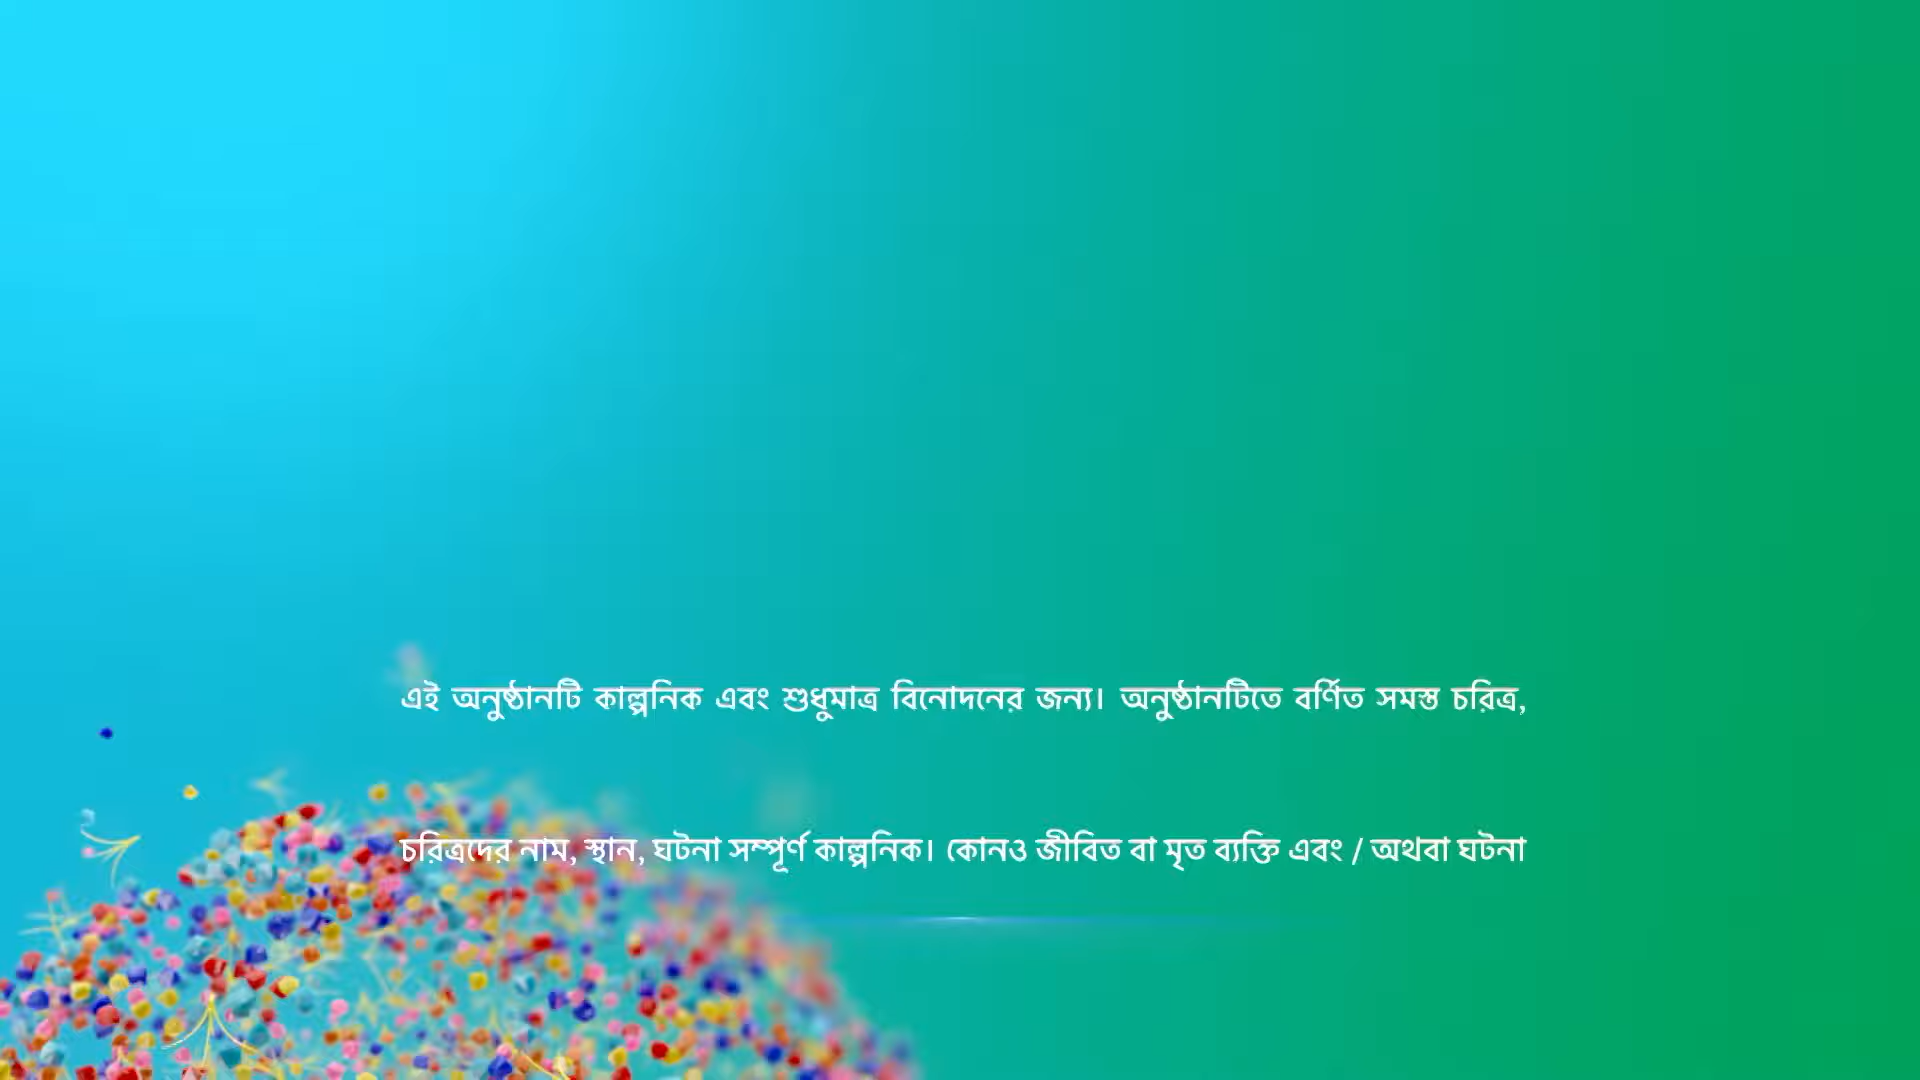 এই অনুষ্ঠানটি কাল্পনিক এবং শুধুমাত্র বিনোদনের জন্য। অনুষ্ঠানটিতে বর্ণিত সমস্ত চরিত্র,
চরিত্রদের নাম, স্থান, ঘটনা সম্পূর্ণ কাল্পনিক। কোনও জীবিত বা মৃত ব্যক্তি এবং / অথবা ঘটনা